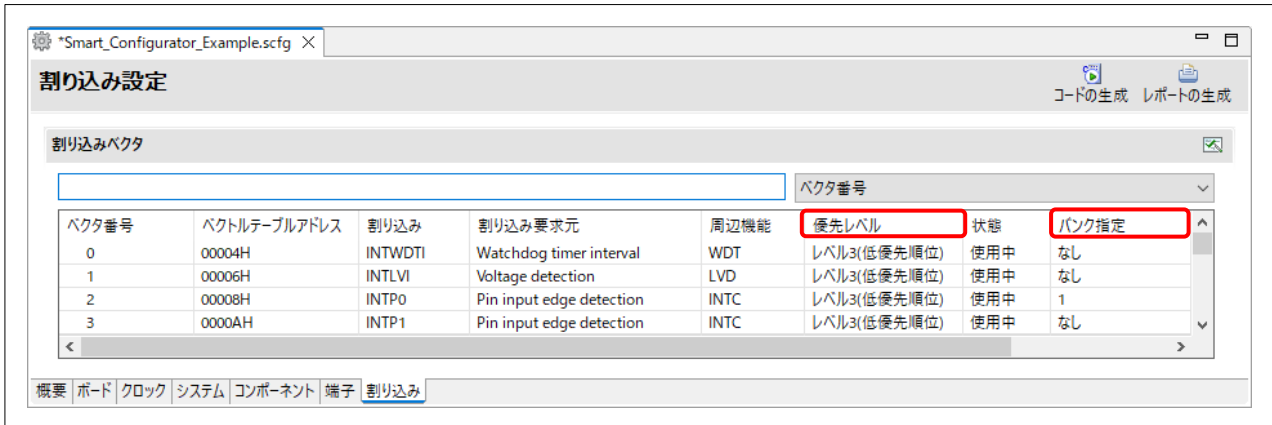 *Smart_Configurator_Example.scfg
割り込み設定
コードの生成 レポートの生成
割り込みベクタ
ベクタ番号
ベクタ番号 ベクトルテーブルアドレス 割り込み 割り込み要求元 周辺機能 優先レベル 状態 バンク指定
0 00004H INTWDTI Watchdog timer interval WDT レベル3(低優先順位) 使用中 なし
1 00006H INTLVI Voltage detection LVD レベル3(低優先順位) 使用中 なし
2 00008H INTP0 Pin input edge detection INTC レベル3(低優先順位) 使用中 1
3 0000AH INTP1 Pin input edge detection INTC レベル3(低優先順位) 使用中 なし
概要 ボード クロック システム コンポーネント 端子 割り込み